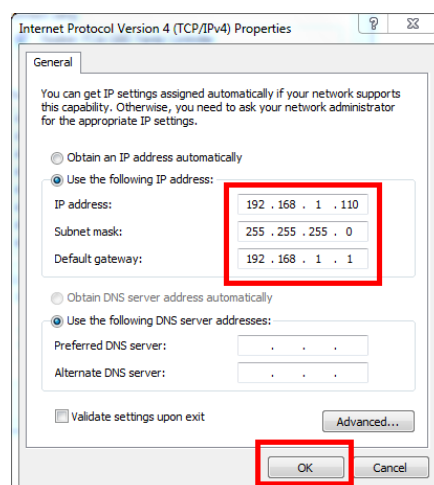 Internet Protocol Version 4 (TCP/IPv4) Properties
General
You can get IP settings assigned automatically if your network supports
this capability. Otherwise, you need to ask your network administrator
for the appropriate IP settings.
Obtain an IP address automatically
Use the following IP address:
IP address: 192 . 168 . 1 . 110
Subnet mask: 255 . 255 . 255 . 0
Default gateway: 192 . 168 . 1 . 1
Obtain DNS server address automatically
Use the following DNS server addresses:
Preferred DNS server: . . .
Alternate DNS server: . . .
Validate settings upon exit
Advanced...
OK Cancel